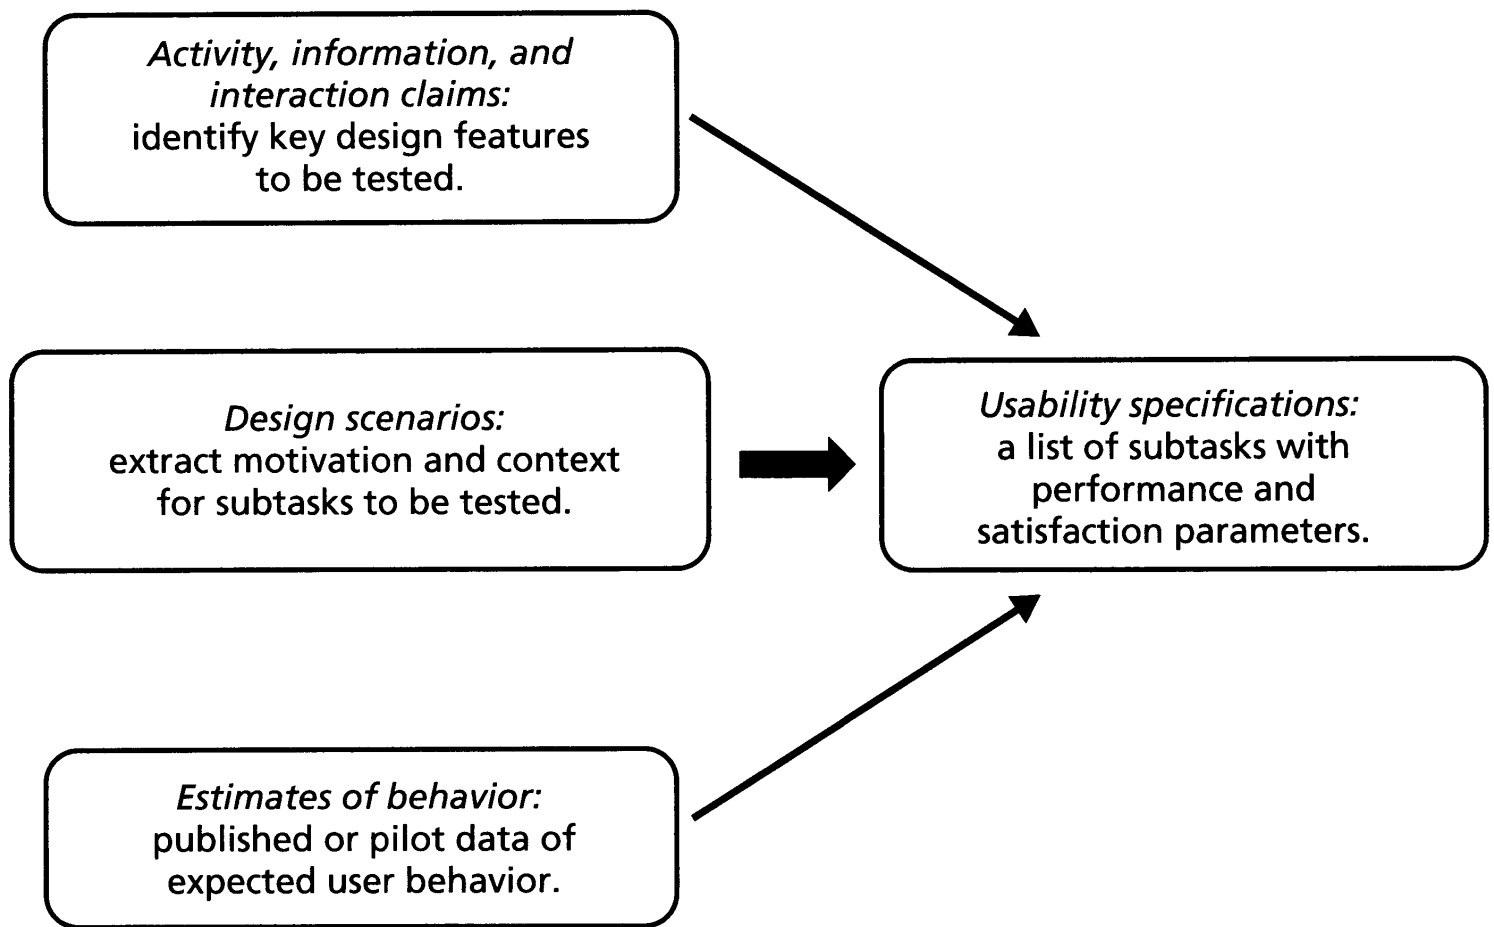 Activity, information, and
interaction claims:
identify key design features
to be tested.
Design scenarios:
extract motivation and context
for subtasks to be tested.
Usability specifications:
a list of subtasks with
performance and
satisfaction parameters.
Estimates of behavior:
published or pilot data of
expected user behavior.